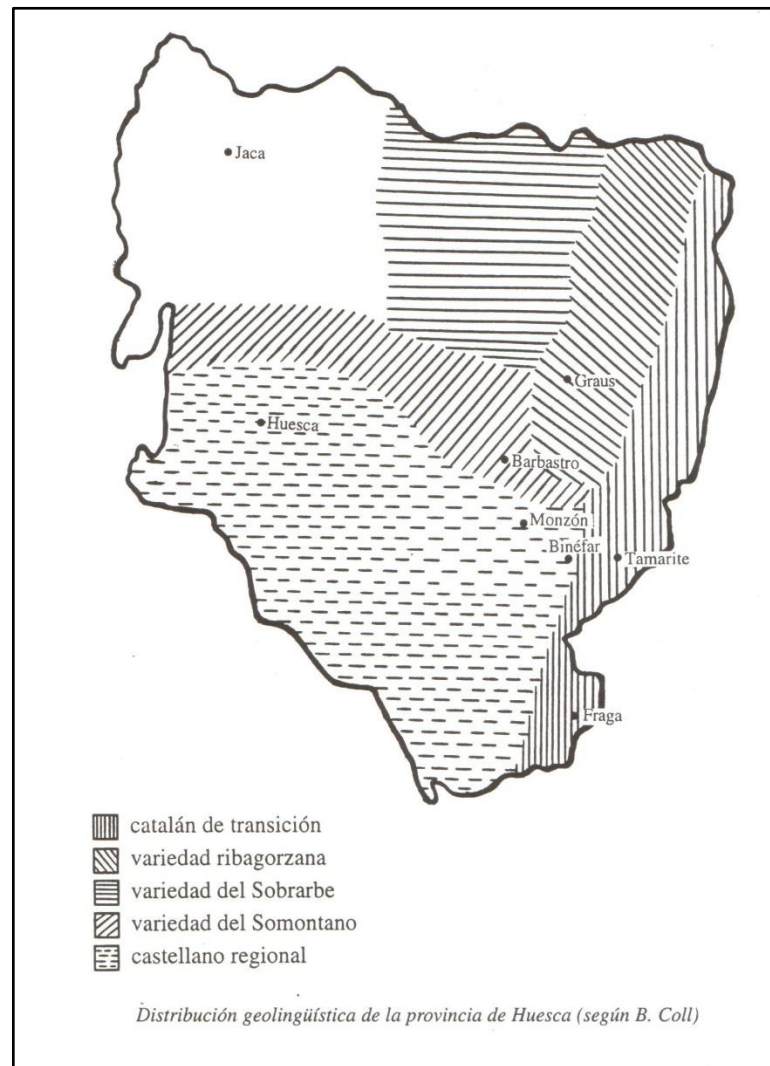 Jaca
Graus
Huesca
Barbastro
Monzón
Binéfar
Tamarite
Fraga
catalán de transición
variedad ribagorzana
variedad del Sobrarbe
variedad del Somontano
castellano regional
Distribución geolingüística de la provincia de Huesca (según B. Coll)